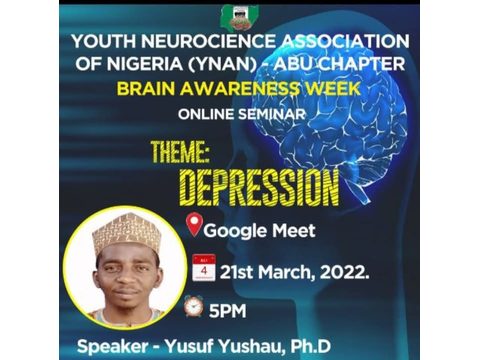 YOUTH NEUROCIENCE ASSOCIATION
OF NIGERIA (YNAN) - ABU CHAPTER
BRAIN AWARENESS WEEK
ONLINE SEMINAR
THEME:
DEPRESSION
Google Meet
4
21st March, 2022.
5PM
Speaker - Yusuf Yushau, Ph.D